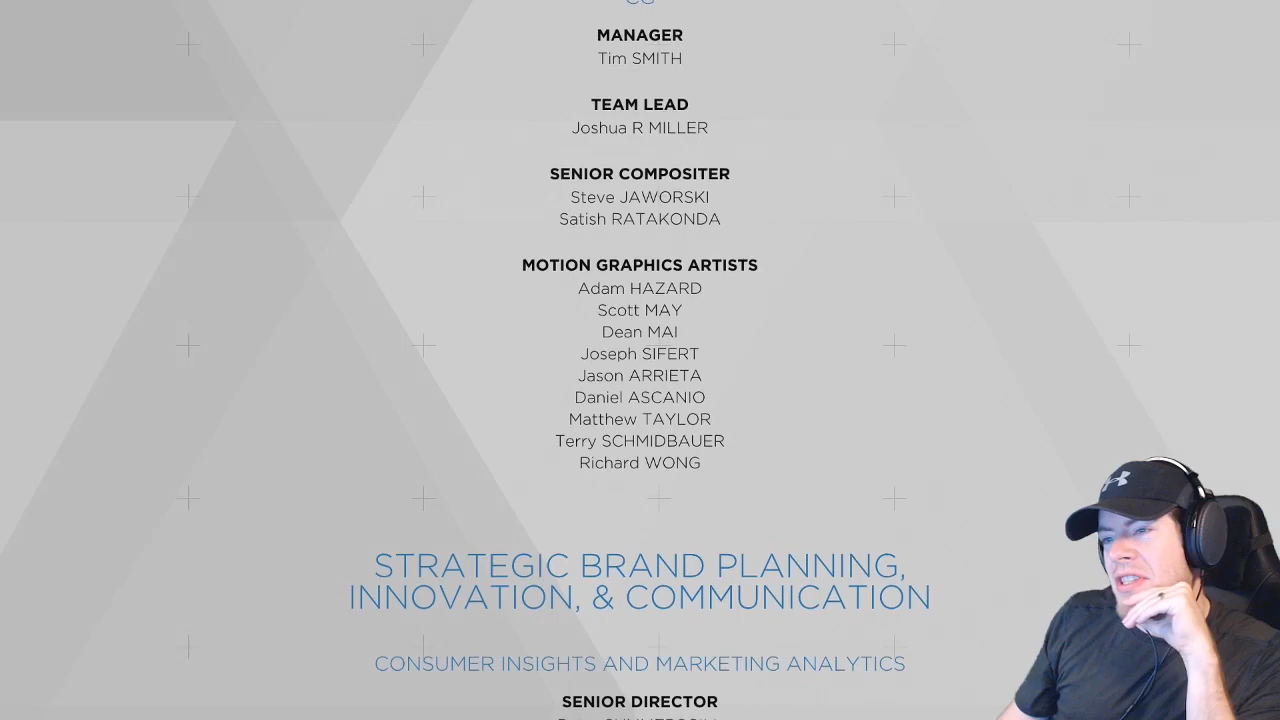 CG
MANAGER
Tim SMITH
TEAM LEAD
Joshua R MILLER
SENIOR COMPOSITER
Steve JAWORSKI
Satish RATAKONDA
MOTION GRAPHICS ARTISTS
Adam HAZARD
Scott MAY
Dean MAI
Joseph SIFERT
Jason ARRIETA
Daniel ASCANIO
Matthew TAYLOR
Terry SCHMIDBAUER
Richard WONG
STRATEGIC BRAND PLANNING,
INNOVATION, & COMMUNICATION
CONSUMER INSIGHTS AND MARKETING ANALYTICS
SENIOR DIRECTOR